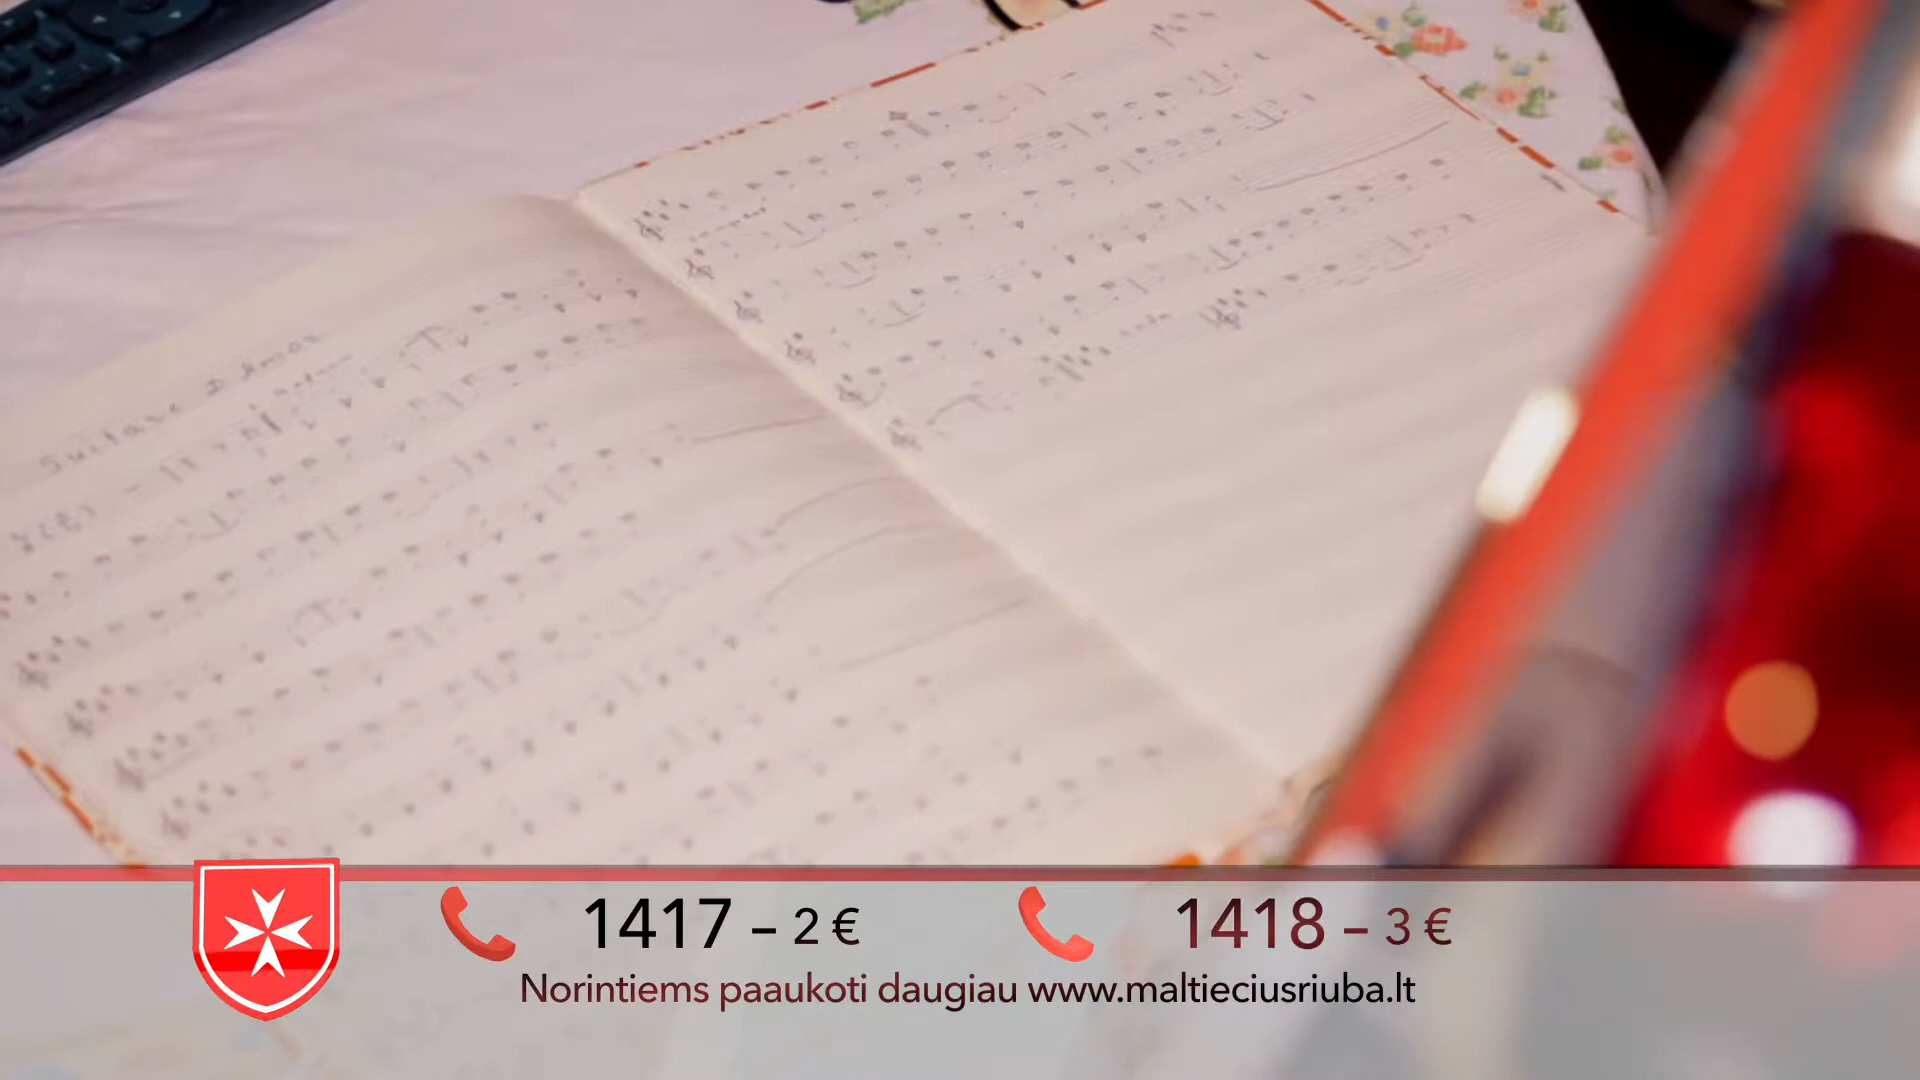 1417 – 2 €
1418 – 3 €
Norintiems paaukoti daugiau www.maltieciusriuba.lt